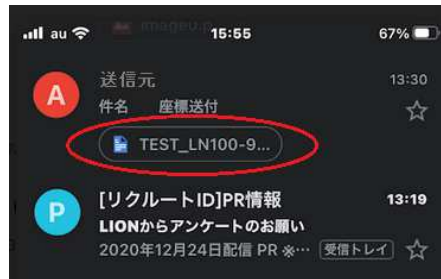 au 15:55 67%
A 送信元 13:30
件名 座標送付
TEST_LN100-9...)
P [リクルートID]PR情報 13:19
LIONからアンケートのお願い
2020年12月24日配信 PR ※… 受信トレイ